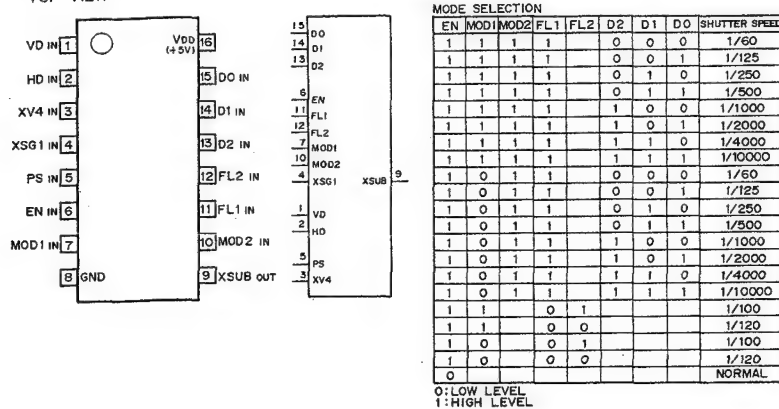 VD IN 1
HD IN 2
XV4 IN 3
XSG1 IN 4
PS IN 5
EN IN 6
MOD1 IN 7
8 GND
VDD (+5V) 16
15 D0 IN
14 D1 IN
13 D2 IN
12 FL2 IN
11 FL1 IN
10 MOD2 IN
9 XSUB OUT
15 D0
14 D1
13 D2
6 EN
11 FL1
12 FL2
7 MOD1
10 MOD2
4 XSG1
XSUB 9
1 VD
2 HD
5 PS
3 XV4
MODE SELECTION
EN MOD1 MOD2 FL1 FL2 D2 D1 D0 SHUTTER SPEED
1 1 1 1 0 0 0 1/60
1 1 1 1 0 0 1 1/125
1 1 1 1 0 1 0 1/250
1 1 1 1 0 1 1 1/500
1 1 1 1 1 0 0 1/1000
1 1 1 1 1 0 1 1/2000
1 1 1 1 1 1 0 1/4000
1 1 1 1 1 1 1 1/10000
1 0 1 1 0 0 0 1/60
1 0 1 1 0 0 1 1/125
1 0 1 1 0 1 0 1/250
1 0 1 1 0 1 1 1/500
1 0 1 1 1 0 0 1/1000
1 0 1 1 1 0 1 1/2000
1 0 1 1 1 1 0 1/4000
1 0 1 1 1 1 1 1/10000
1 1 0 1 1/100
1 1 0 0 1/120
1 0 0 1 1/100
1 0 0 0 1/120
0 NORMAL
0:LOW LEVEL
1:HIGH LEVEL